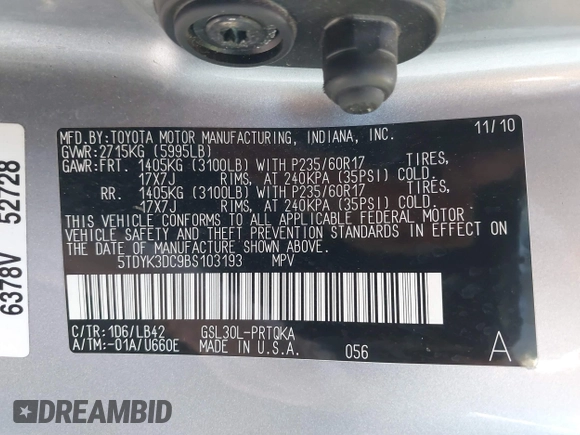 MFD.BY:TOYOTA MOTOR MANUFACTURING, INDIANA, INC. 11/10
GVWR:2715KG (5995LB)
GAWR:FRT. 1405KG (3100LB) WITH P235/60R17 TIRES,
17X7J RIMS, AT 240KPA (35PSI) COLD.
RR. 1405KG (3100LB) WITH P235/60R17 TIRES,
17X7J RIMS, AT 240KPA (35PSI) COLD.
THIS VEHICLE CONFORMS TO ALL APPLICABLE FEDERAL MOTOR
VEHICLE SAFETY AND THEFT PREVENTION STANDARDS IN EFFECT ON
THE DATE OF MANUFACTURE SHOWN ABOVE.
5TDYK3DC9BS103193 MPV
C/TR:1D6/LB42 GSL30L-PRTQKA
A/TM:-01A/U660E MADE IN U.S.A. 056 A
6378V 52728
DREAMBID